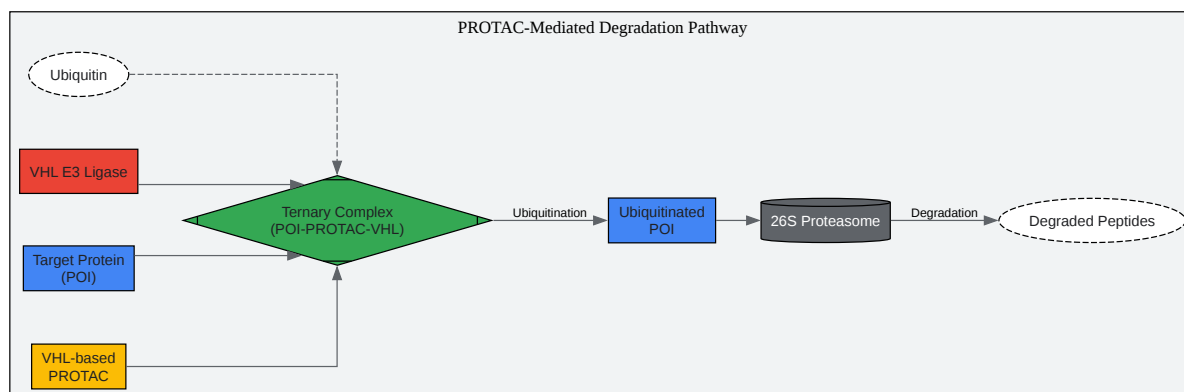 PROTAC-Mediated Degradation Pathway
Ubiquitin
VHL E3 Ligase
Target Protein
(POI)
VHL-based
PROTAC
Ternary Complex
(POI-PROTAC-VHL)
Ubiquitination
Ubiquitinated
POI
26S Proteasome
Degradation
Degraded Peptides